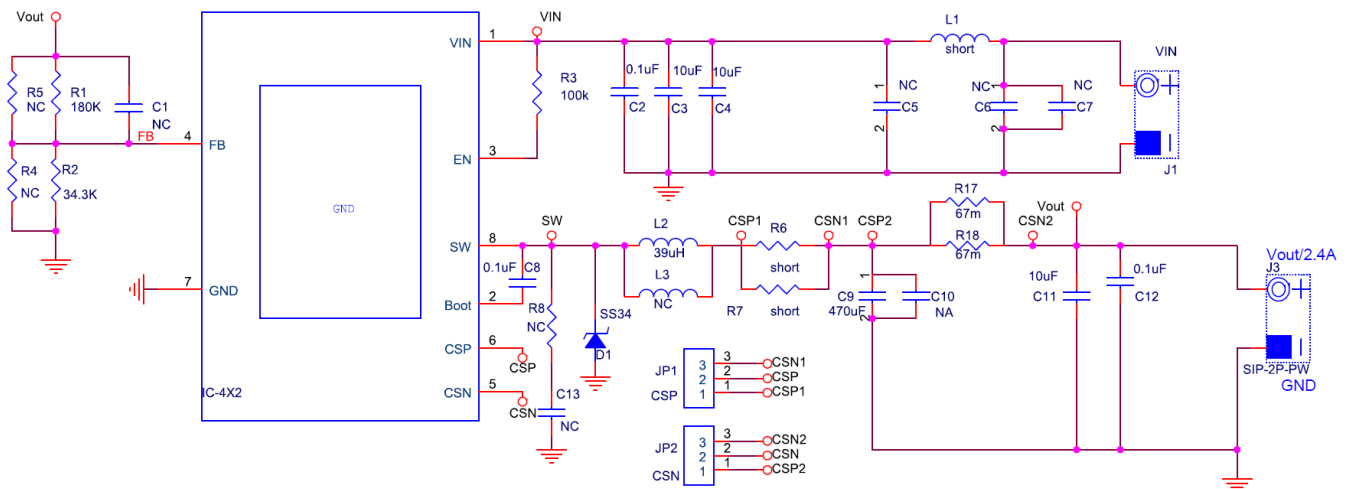 Vout
R5
NC
R1
180K
C1
NC
FB
4
FB
R4
NC
R2
34.3K
7
GND
GND
IC-4X2
VIN
1
VIN
R3
100k
EN
3
0.1uF
C2
10uF
C3
10uF
C4
1
NC
C5
2
L1
short
NC
1
C6
2
NC
C7
VIN
J1
SW
8
SW
0.1uF
C8
Boot
2
R8
NC
C13
NC
CSP
6
CSP
CSN
5
CSN
SS34
D1
L2
39uH
L3
NC
CSP1
R6
short
R7
short
CSN1
CSP2
1
C9
470uF
2
C10
NA
R17
67m
R18
67m
CSN2
Vout
10uF
C11
0.1uF
C12
Vout/2.4A
J3
SIP-2P-PW
GND
JP1
CSP
3
2
1
3
2
1
CSN1
CSP
CSP1
JP2
CSN
3
2
1
3
2
1
CSN2
CSN
CSP2